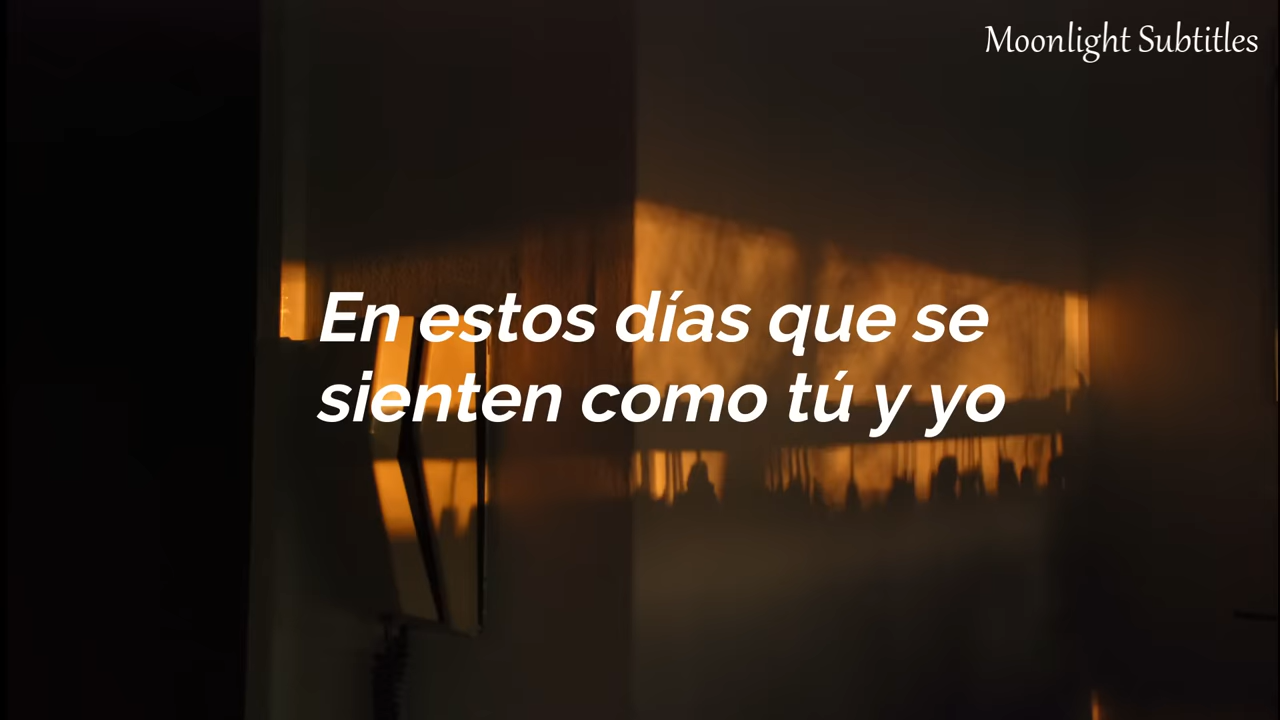 Moonlight Subtitles
En estos días que se
sienten como tú y yo